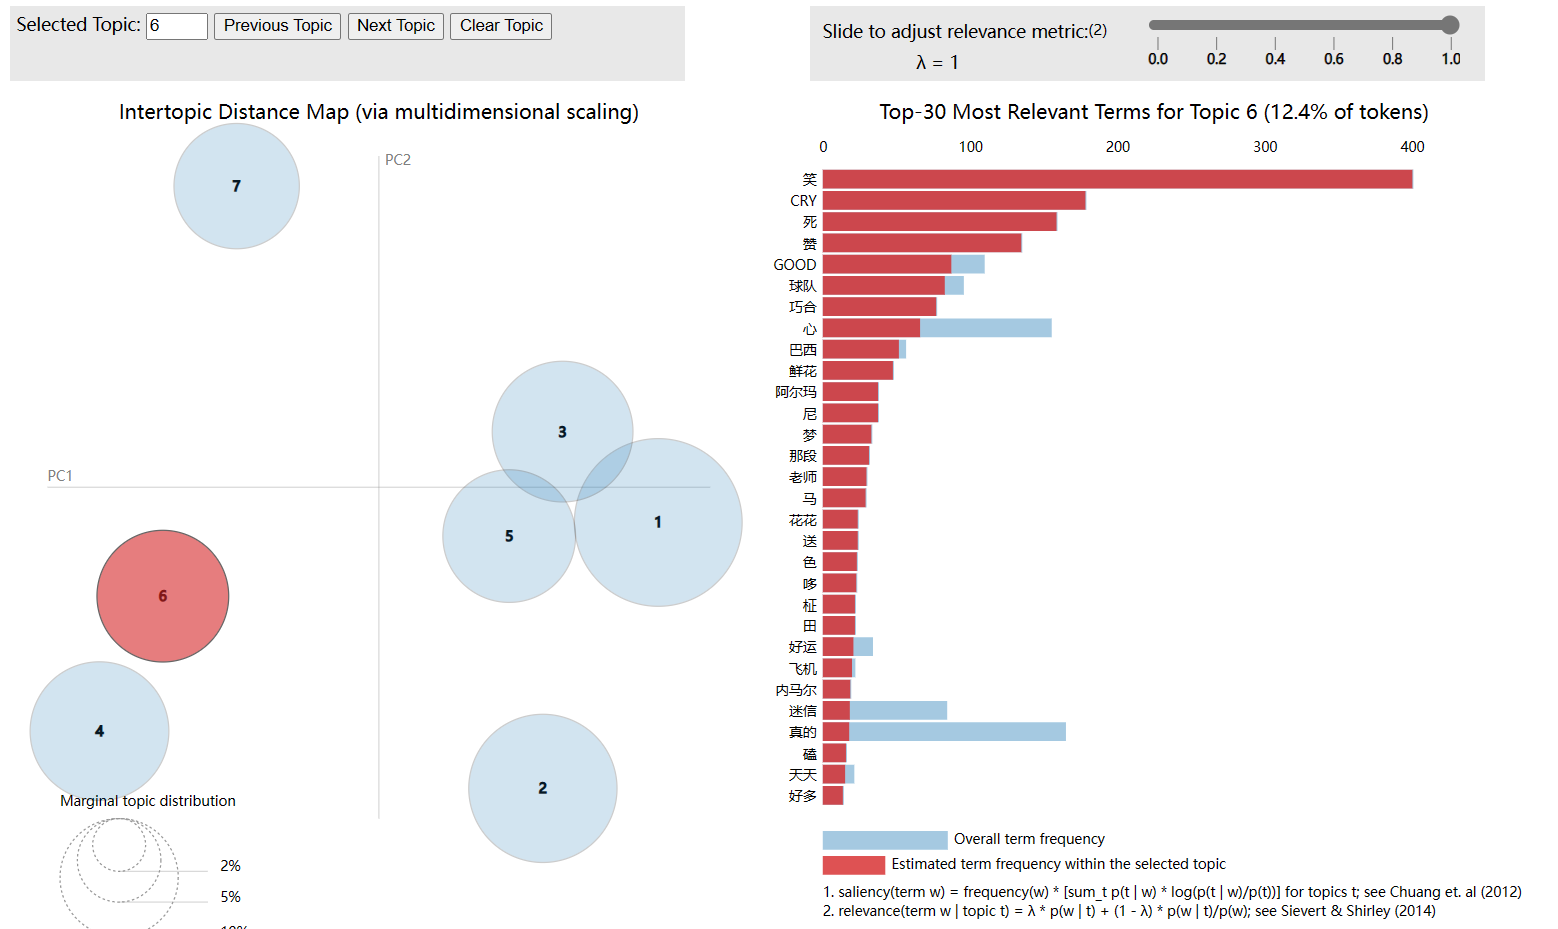 Selected Topic: 6 Previous Topic Next Topic Clear Topic
Slide to adjust relevance metric:(2)
λ = 1
0.0 0.2 0.4 0.6 0.8 1.0
Intertopic Distance Map (via multidimensional scaling)
PC2
PC1
7
3
1
5
6
4
2
Marginal topic distribution
2%
5%
10%
Top-30 Most Relevant Terms for Topic 6 (12.4% of tokens)
0 100 200 300 400
笑
CRY
死
赞
GOOD
球队
巧合
心
巴西
鲜花
阿尔玛
尼
梦
那段
老师
马
花花
送
色
哆
柾
田
好运
飞机
内马尔
迷信
真的
磕
天天
好多
Overall term frequency
Estimated term frequency within the selected topic
1. saliency(term w) = frequency(w) * [sum_t p(t | w) * log(p(t | w)/p(t))] for topics t; see Chuang et. al (2012)
2. relevance(term w | topic t) = λ * p(w | t) + (1 - λ) * p(w | t)/p(w); see Sievert & Shirley (2014)